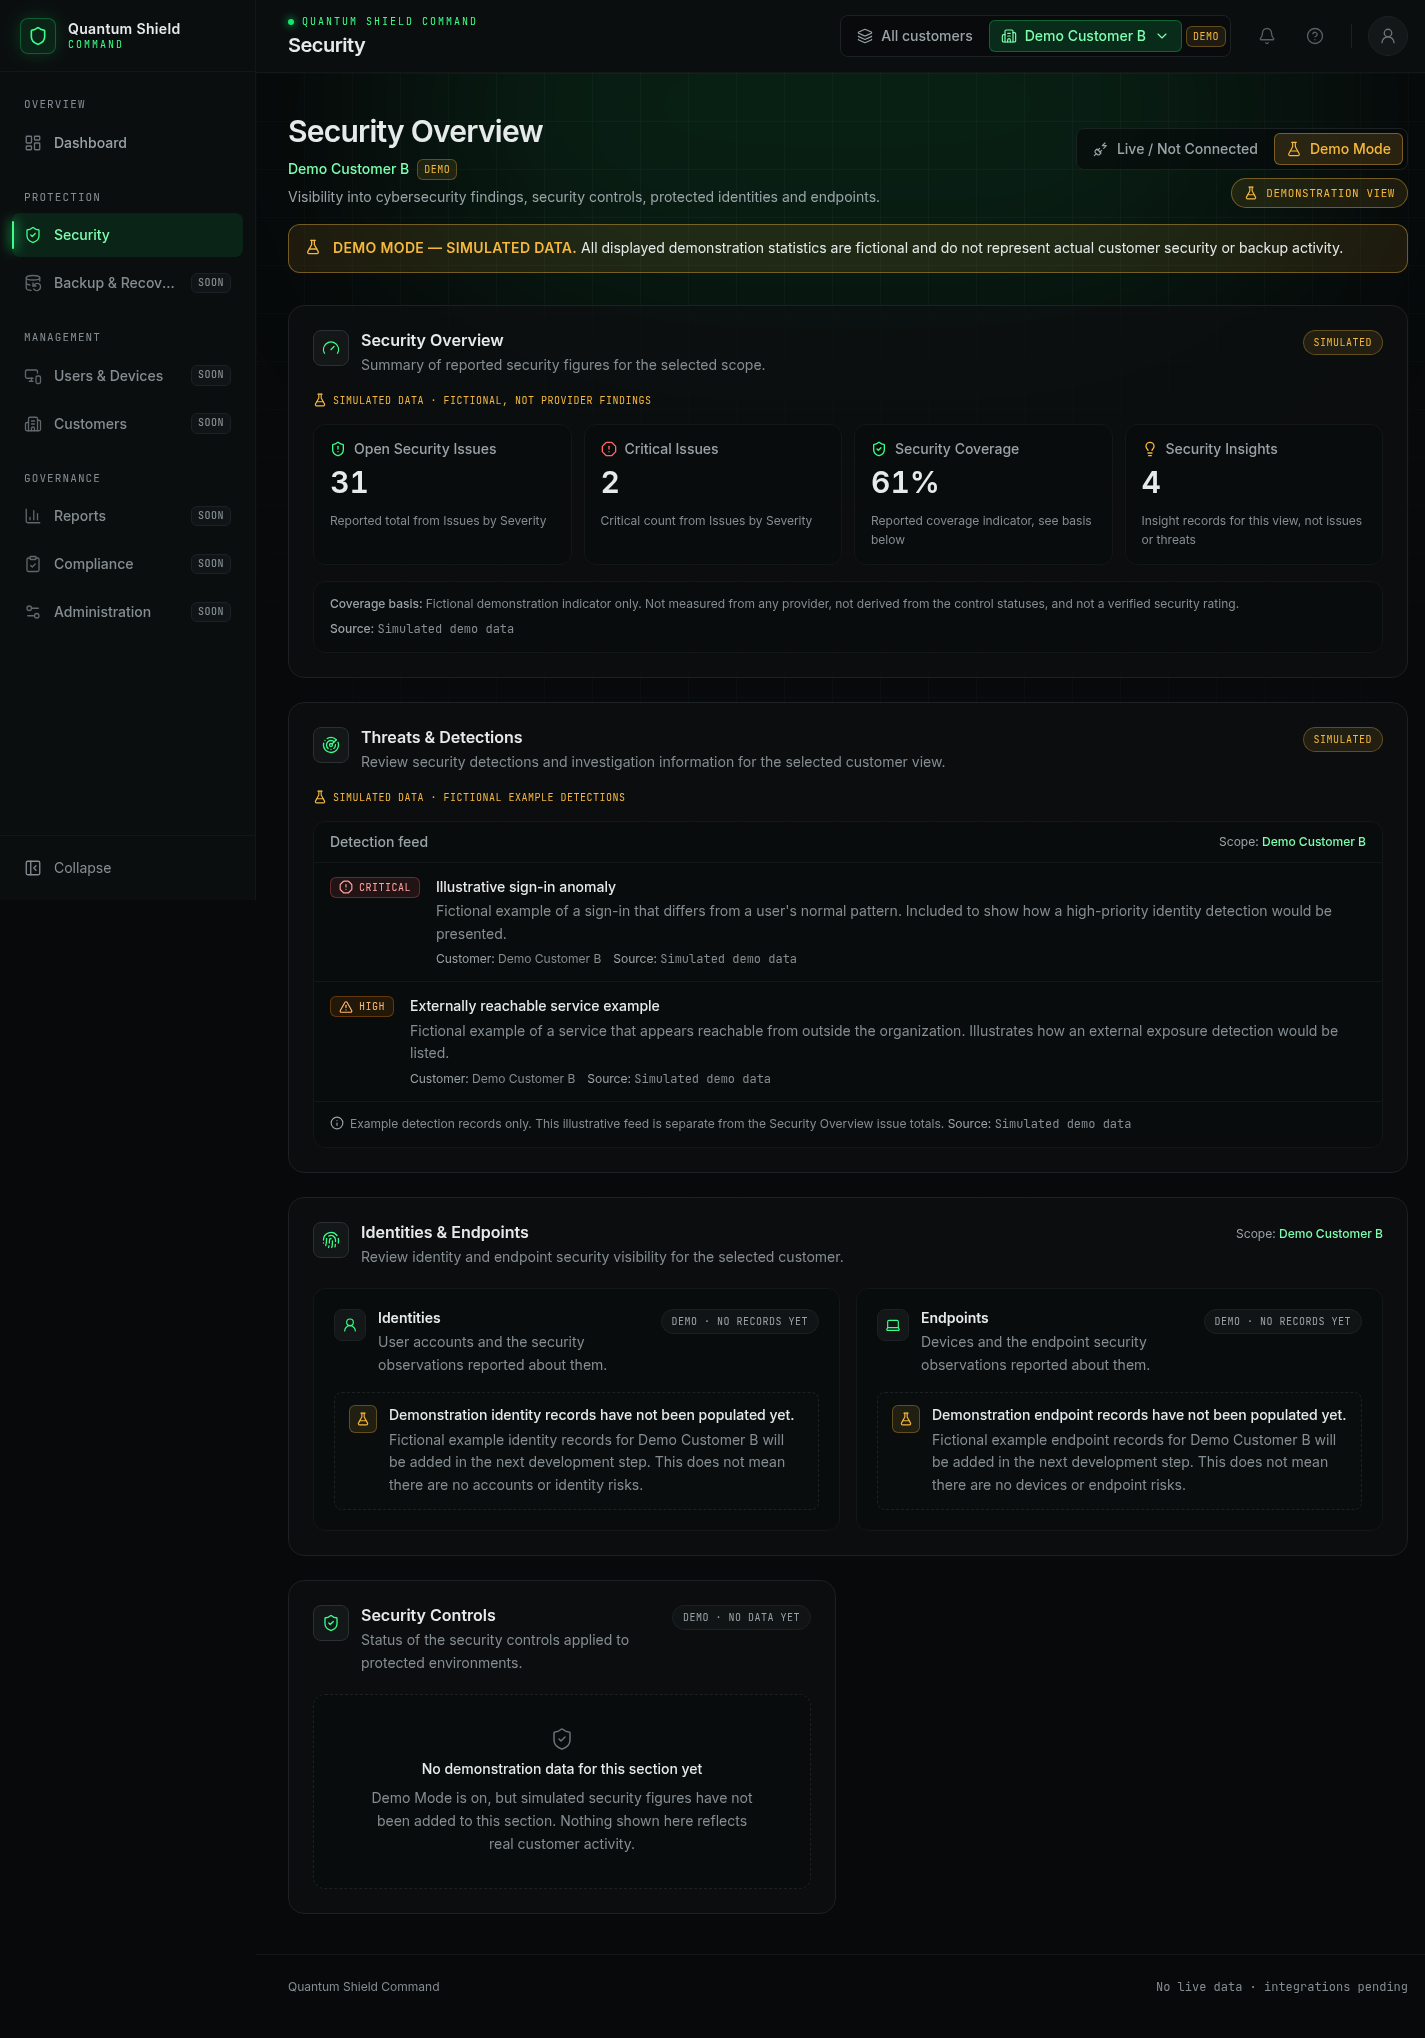 Quantum Shield
COMMAND
OVERVIEW
Dashboard
PROTECTION
Security
Backup & Recov...
SOON
MANAGEMENT
Users & Devices
SOON
Customers
SOON
GOVERNANCE
Reports
SOON
Compliance
SOON
Administration
SOON
Collapse
QUANTUM SHIELD COMMAND
Security
All customers
Demo Customer B
DEMO
Security Overview
Demo Customer B DEMO
Visibility into cybersecurity findings, security controls, protected identities and endpoints.
Live / Not Connected
Demo Mode
DEMONSTRATION VIEW
DEMO MODE — SIMULATED DATA. All displayed demonstration statistics are fictional and do not represent actual customer security or backup activity.
Security Overview
Summary of reported security figures for the selected scope.
SIMULATED
SIMULATED DATA · FICTIONAL, NOT PROVIDER FINDINGS
Open Security Issues
31
Reported total from Issues by Severity
Critical Issues
2
Critical count from Issues by Severity
Security Coverage
61%
Reported coverage indicator, see basis
below
Security Insights
4
Insight records for this view, not issues
or threats
Coverage basis: Fictional demonstration indicator only. Not measured from any provider, not derived from the control statuses, and not a verified security rating.
Source: Simulated demo data
Threats & Detections
Review security detections and investigation information for the selected customer view.
SIMULATED
SIMULATED DATA · FICTIONAL EXAMPLE DETECTIONS
Detection feed
Scope: Demo Customer B
CRITICAL
Illustrative sign-in anomaly
Fictional example of a sign-in that differs from a user's normal pattern. Included to show how a high-priority identity detection would be
presented.
Customer: Demo Customer B Source: Simulated demo data
HIGH
Externally reachable service example
Fictional example of a service that appears reachable from outside the organization. Illustrates how an external exposure detection would be
listed.
Customer: Demo Customer B Source: Simulated demo data
Example detection records only. This illustrative feed is separate from the Security Overview issue totals. Source: Simulated demo data
Identities & Endpoints
Review identity and endpoint security visibility for the selected customer.
Scope: Demo Customer B
Identities
User accounts and the security
observations reported about them.
DEMO · NO RECORDS YET
Demonstration identity records have not been populated yet.
Fictional example identity records for Demo Customer B will
be added in the next development step. This does not mean
there are no accounts or identity risks.
Endpoints
Devices and the endpoint security
observations reported about them.
DEMO · NO RECORDS YET
Demonstration endpoint records have not been populated yet.
Fictional example endpoint records for Demo Customer B will
be added in the next development step. This does not mean
there are no devices or endpoint risks.
Security Controls
Status of the security controls applied to
protected environments.
DEMO · NO DATA YET
No demonstration data for this section yet
Demo Mode is on, but simulated security figures have not
been added to this section. Nothing shown here reflects
real customer activity.
Quantum Shield Command
No live data · integrations pending